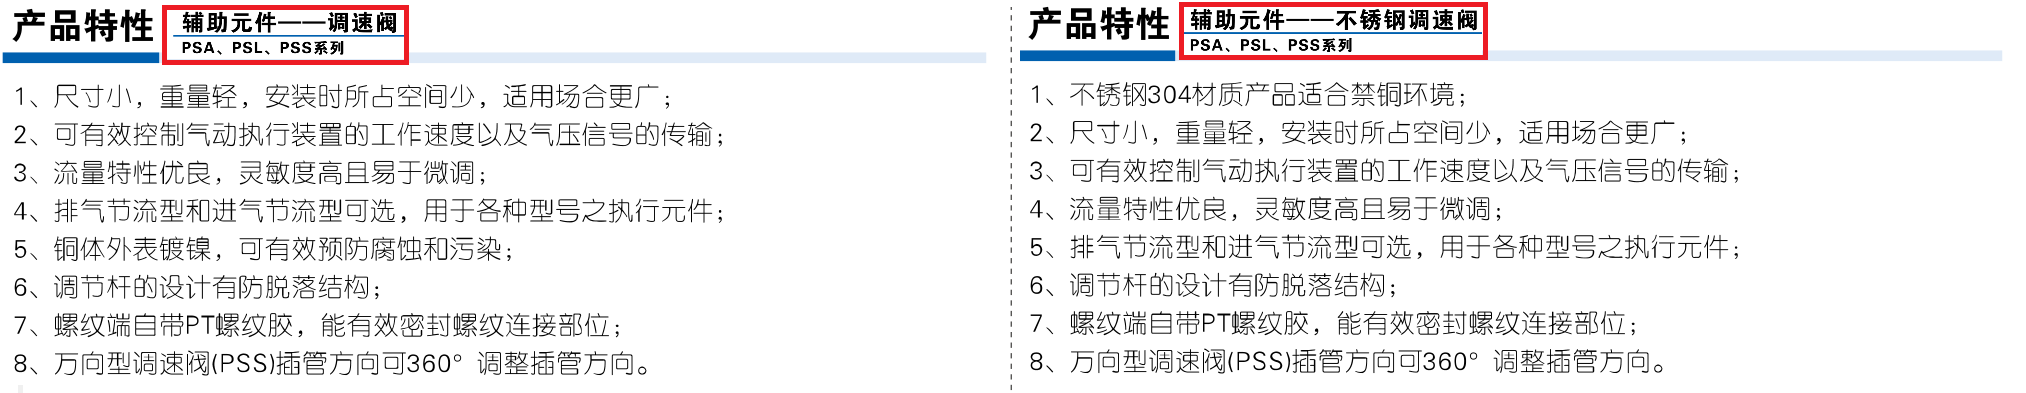 产品特性
辅助元件——调速阀
PSA、PSL、PSS系列
1、尺寸小，重量轻，安装时所占空间少，适用场合更广；
2、可有效控制气动执行装置的工作速度以及气压信号的传输；
3、流量特性优良，灵敏度高且易于微调；
4、排气节流型和进气节流型可选，用于各种型号之执行元件；
5、铜体外表镀镍，可有效预防腐蚀和污染；
6、调节杆的设计有防脱落结构；
7、螺纹端自带PT螺纹胶，能有效密封螺纹连接部位；
8、万向型调速阀(PSS)插管方向可360°调整插管方向。
产品特性
辅助元件——不锈钢调速阀
PSA、PSL、PSS系列
1、不锈钢304材质产品适合禁铜环境；
2、尺寸小，重量轻，安装时所占空间少，适用场合更广；
3、可有效控制气动执行装置的工作速度以及气压信号的传输；
4、流量特性优良，灵敏度高且易于微调；
5、排气节流型和进气节流型可选，用于各种型号之执行元件；
6、调节杆的设计有防脱落结构；
7、螺纹端自带PT螺纹胶，能有效密封螺纹连接部位；
8、万向型调速阀(PSS)插管方向可360°调整插管方向。